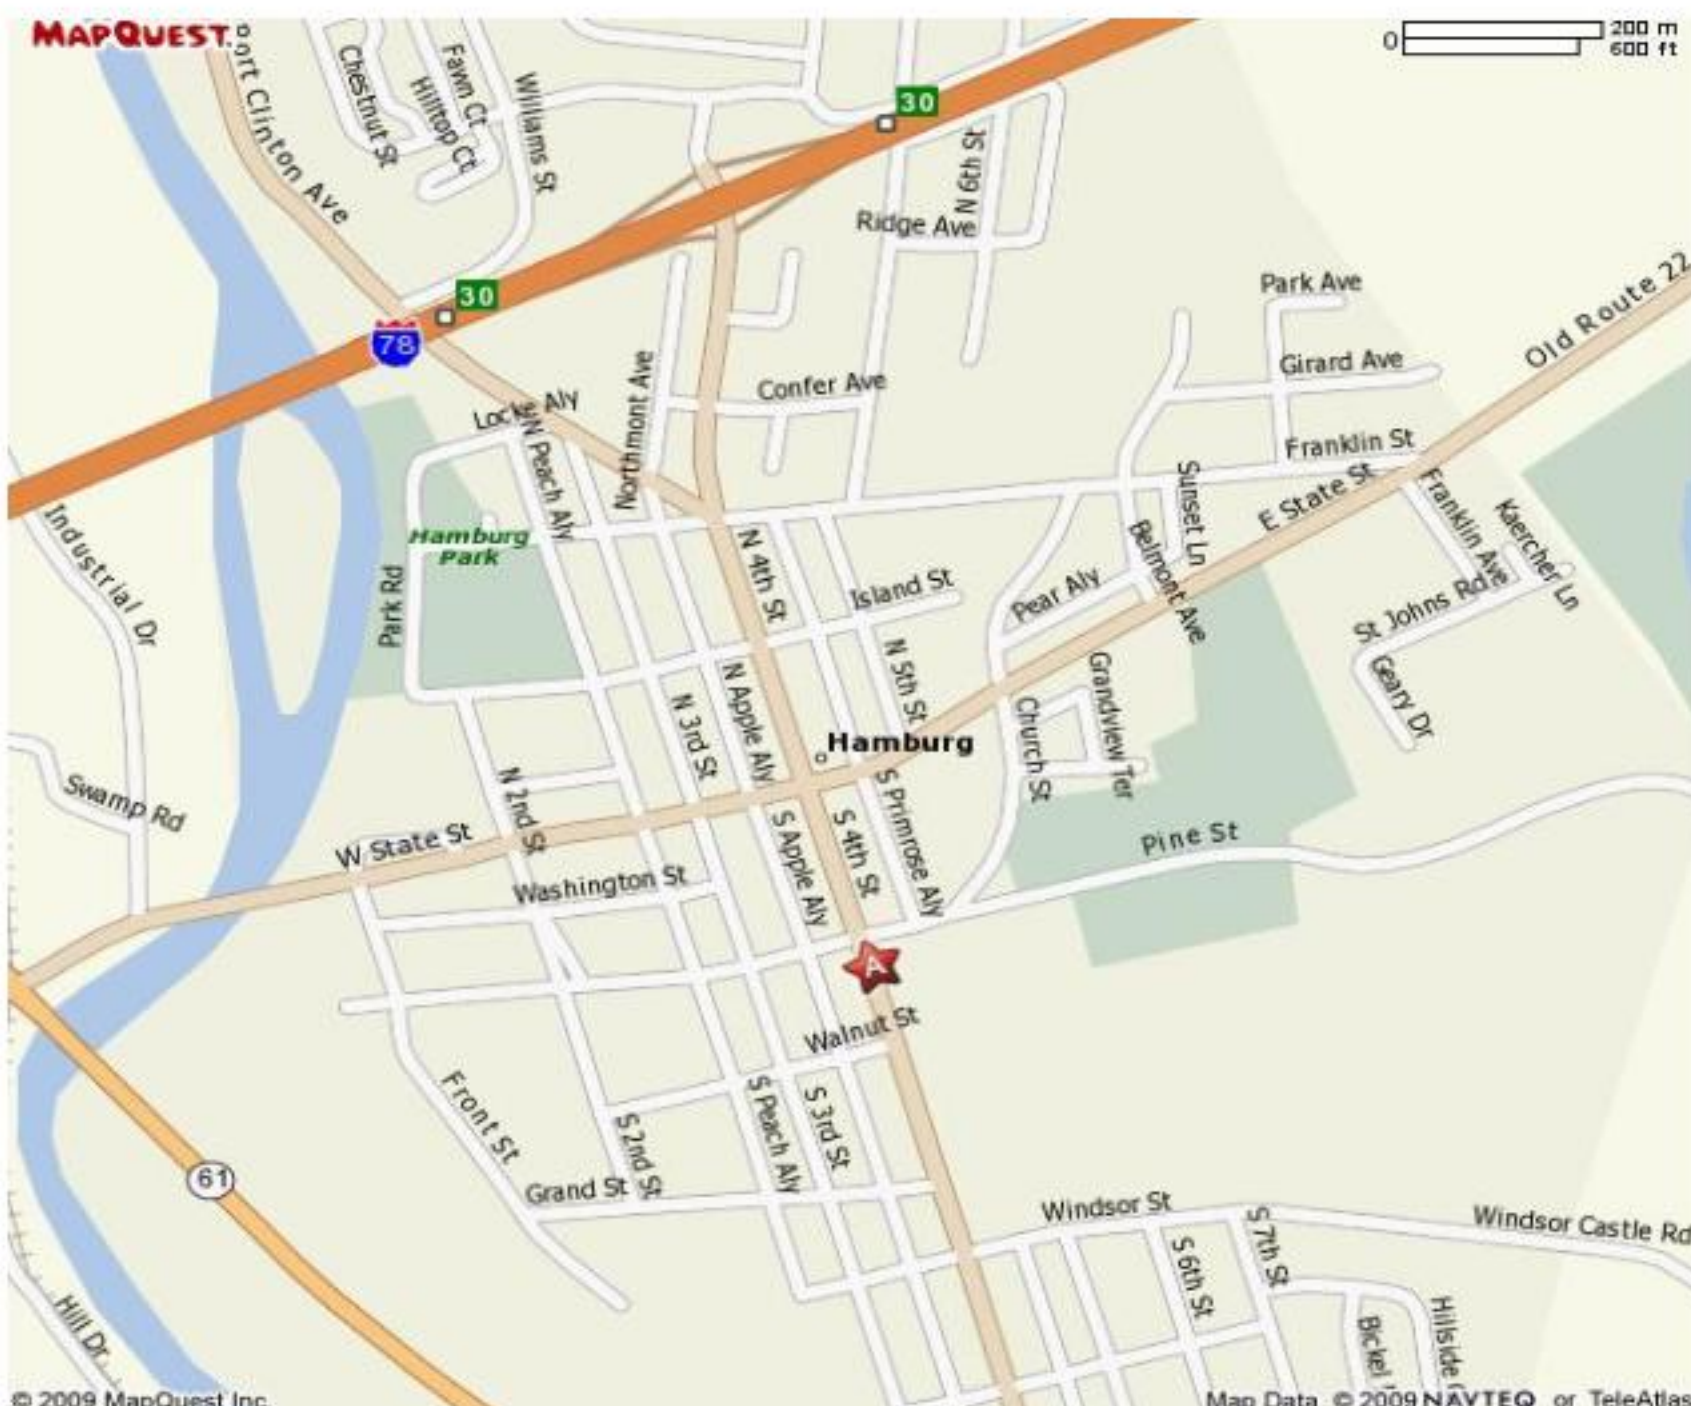 MAPQUEST
0
200 m
600 ft
Port Clinton Ave
Chestnut St
Fawn Ct
Hilltop Ct
Williams St
30
N 6th St
Ridge Ave
30
78
Park Ave
Old Route 22
Northmont Ave
Confer Ave
Girard Ave
Locke Aly
N Peach Aly
Franklin St
E State St
Sunset Ln
Franklin Ave
Kaercher Ln
Industrial Dr
Hamburg
Park
Park Rd
N 4th St
Island St
Pear Aly
Belmont Ave
St Johns Rd
Geary Dr
N 5th St
N Apple Aly
N 3rd St
Grandview Ter
Church St
Hamburg
Swamp Rd
N 2nd St
W State St
S Apple Aly
S 4th St
S Primrose Aly
Pine St
Washington St
A
Walnut St
Front St
S 2nd St
S Peach Aly
S 3rd St
61
Grand St
Windsor St
S 7th St
S 6th St
Windsor Castle Rd
Hill Dr
Bickel
Hillside
© 2009 MapQuest Inc.
Map Data © 2009 NAVTEQ or TeleAtlas